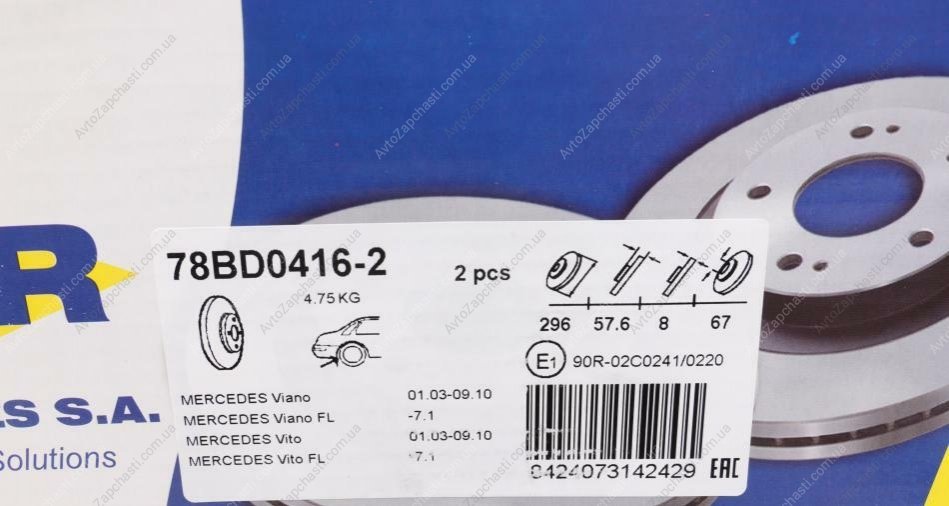 78BD0416-2
2 pcs
4.75 KG
296 57.6 8 67
E1 90R-02C0241/0220
MERCEDES Viano 01.03-09.10
MERCEDES Viano FL -7.1
MERCEDES Vito 01.03-09.10
MERCEDES Vito FL -7.1
8424073142429 EAC
R
S.A.
Solutions
AvtoZapchasti.com.ua